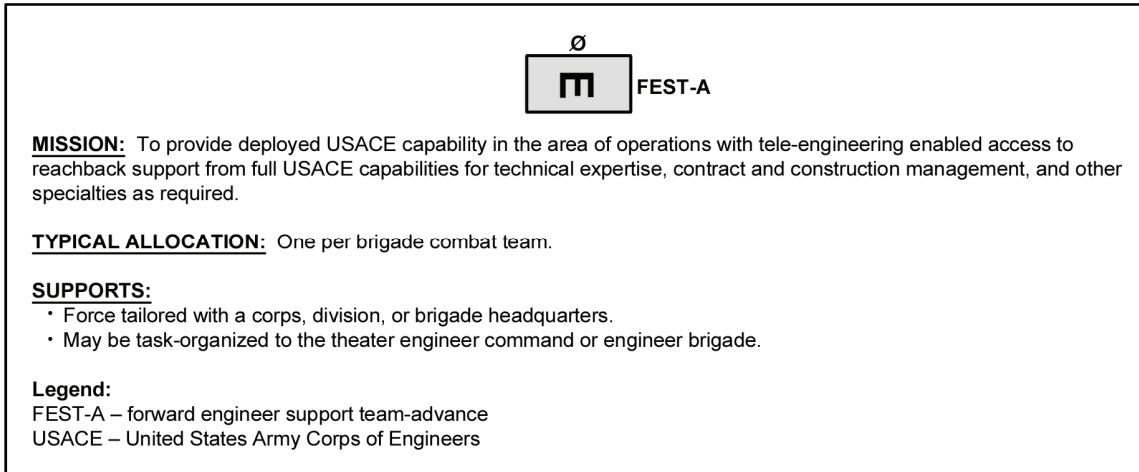 Ø
FEST-A
MISSION: To provide deployed USACE capability in the area of operations with tele-engineering enabled access to
reachback support from full USACE capabilities for technical expertise, contract and construction management, and other
specialties as required.
TYPICAL ALLOCATION: One per brigade combat team.
SUPPORTS:
• Force tailored with a corps, division, or brigade headquarters.
• May be task-organized to the theater engineer command or engineer brigade.
Legend:
FEST-A – forward engineer support team-advance
USACE – United States Army Corps of Engineers